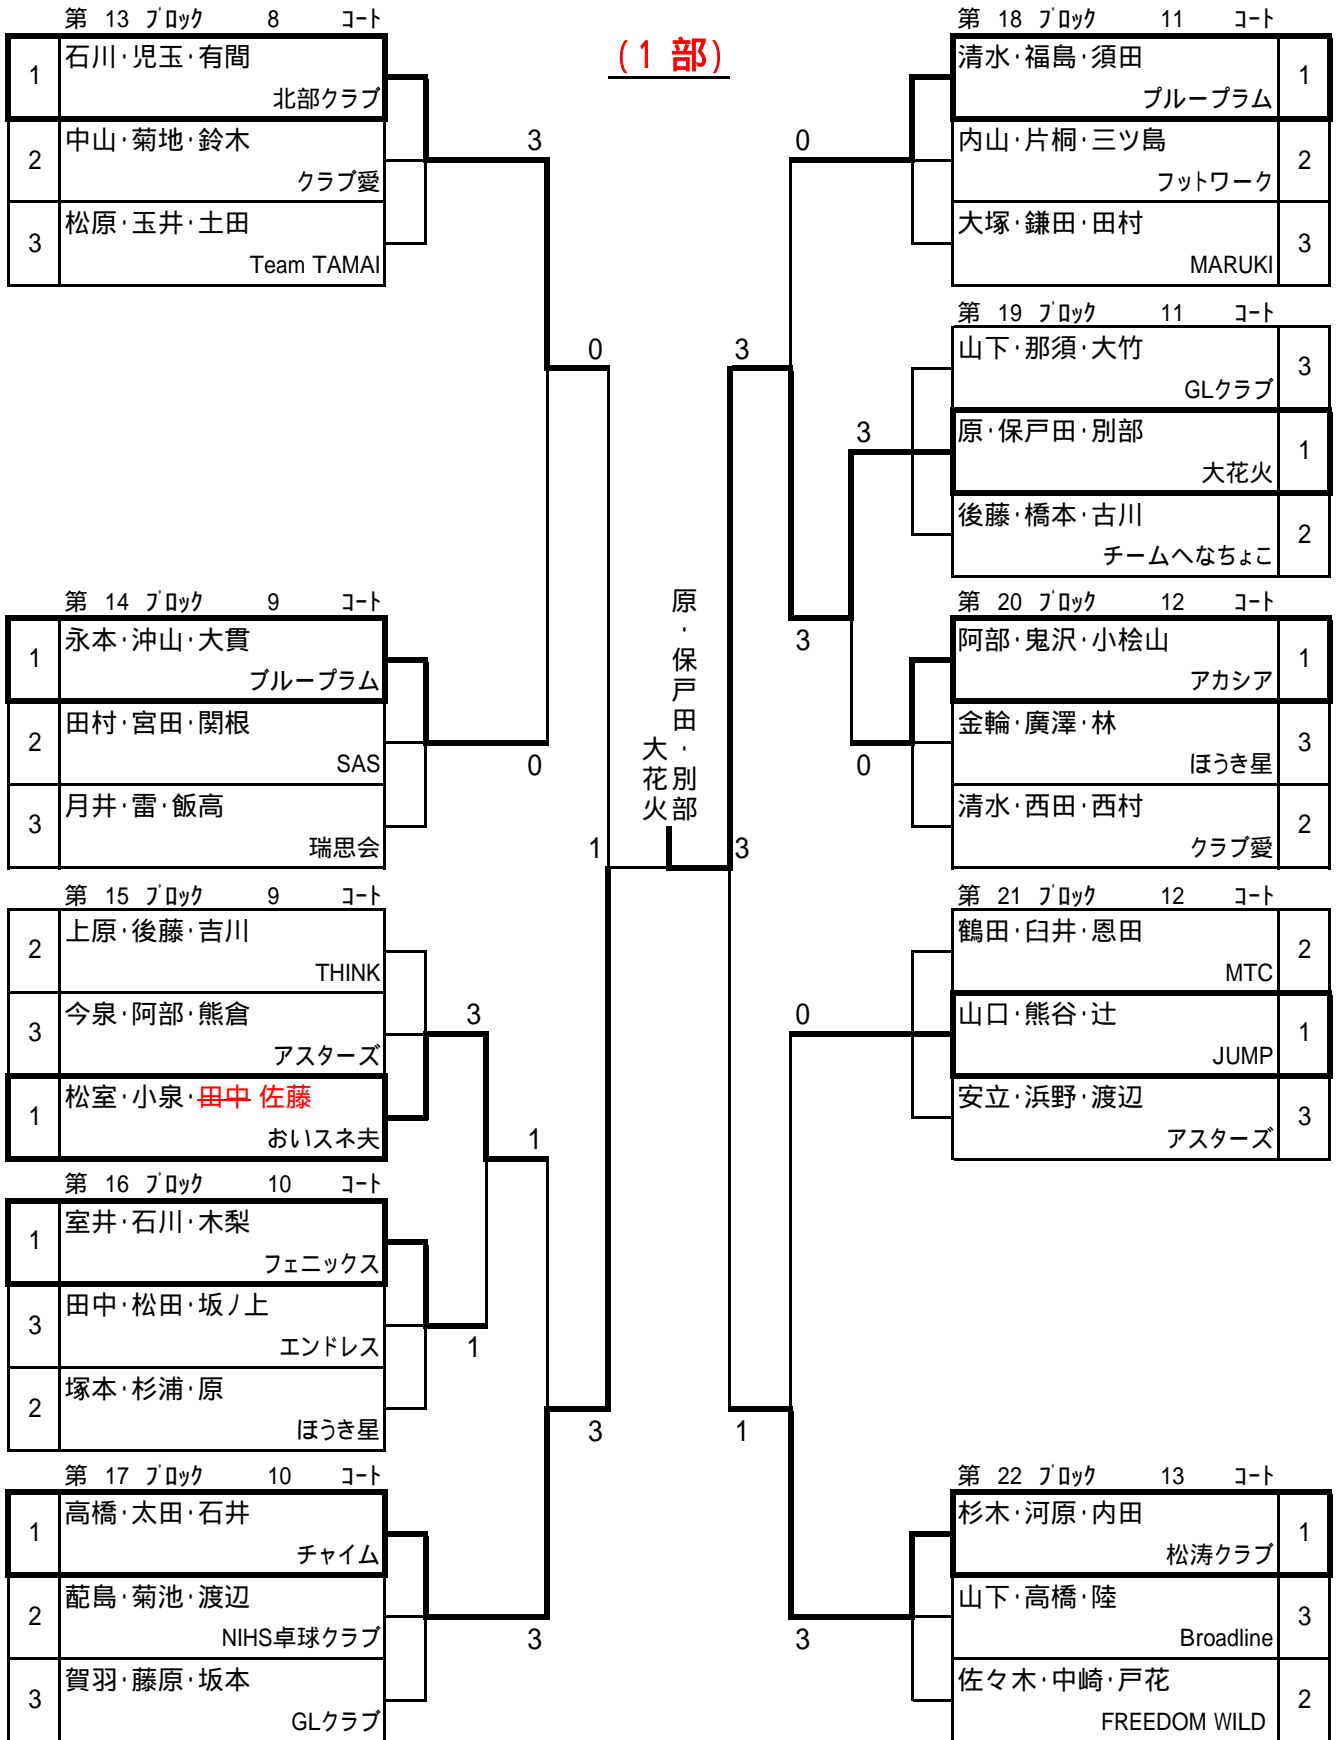 (1 部)
第 13 ブロック 8 コート
1 石川・児玉・有間
北部クラブ
2 中山・菊地・鈴木
クラブ愛
3 松原・玉井・土田
Team TAMAI
3
0
第 14 ブロック 9 コート
1 永本・沖山・大貫
ブループラム
2 田村・宮田・関根
SAS
3 月井・雷・飯高
瑞思会
0
1
第 15 ブロック 9 コート
2 上原・後藤・吉川
THINK
3 今泉・阿部・熊倉
アスターズ
1 松室・小泉・田中 佐藤
おいスネ夫
3
1
第 16 ブロック 10 コート
1 室井・石川・木梨
フェニックス
3 田中・松田・坂ノ上
エンドレス
2 塚本・杉浦・原
ほうき星
1
3
第 17 ブロック 10 コート
1 高橋・太田・石井
チャイム
2 配島・菊池・渡辺
NIHS卓球クラブ
3 賀羽・藤原・坂本
GLクラブ
3
原・保戸田・別部
大花火
第 18 ブロック 11 コート
清水・福島・須田 1
ブループラム
内山・片桐・三ツ島 2
フットワーク
大塚・鎌田・田村 3
MARUKI
0
3
第 19 ブロック 11 コート
山下・那須・大竹 3
GLクラブ
原・保戸田・別部 1
大花火
後藤・橋本・古川 2
チームへなちょこ
3
3
第 20 ブロック 12 コート
阿部・鬼沢・小桧山 1
アカシア
金輪・廣澤・林 3
ほうき星
清水・西田・西村 2
クラブ愛
0
3
第 21 ブロック 12 コート
鶴田・臼井・恩田 2
MTC
山口・熊谷・辻 1
JUMP
安立・浜野・渡辺 3
アスターズ
0
1
第 22 ブロック 13 コート
杉木・河原・内田 1
松涛クラブ
山下・高橋・陸 3
Broadline
佐々木・中崎・戸花 2
FREEDOM WILD
3